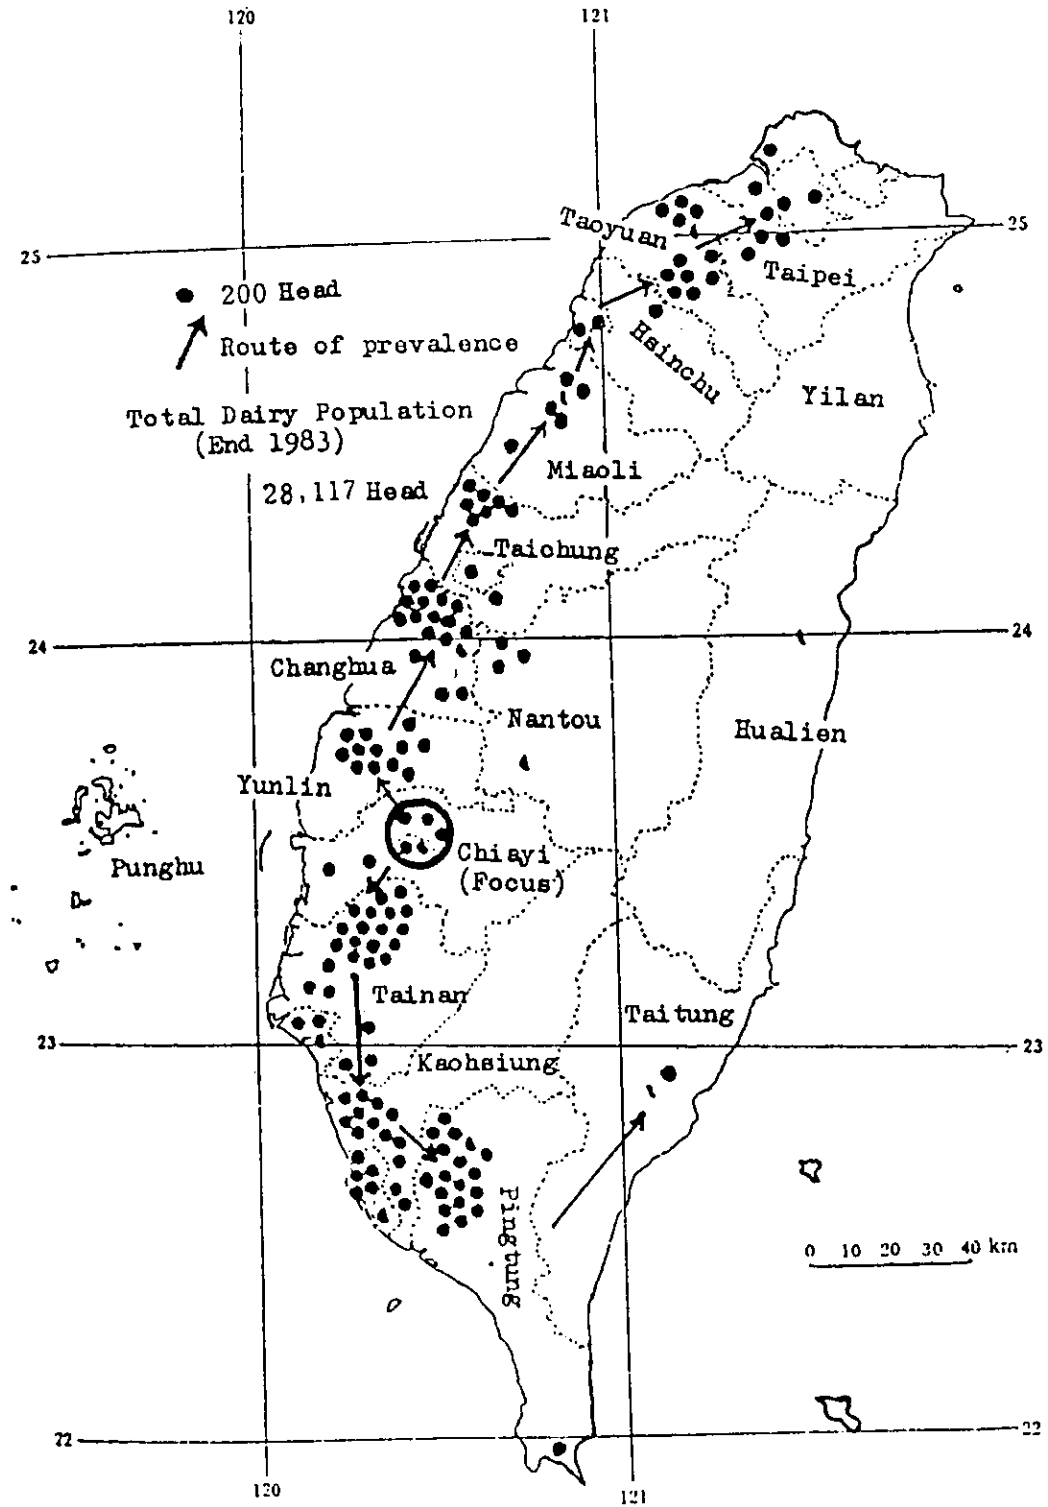 120
121
25
25
Taoyuan
200 Head
Taipei
Route of prevalence
Hsinchu
Yilan
Total Dairy Population
(End 1983)
Miaoli
28,117 Head
Taichung
24
24
Changhua
Nantou
Hualien
Yunlin
Punghu
Chiayi
(Focus)
Tainan
Taitung
23
23
Kaohsiung
Pingtung
0 10 20 30 40 km
22
22
120
121